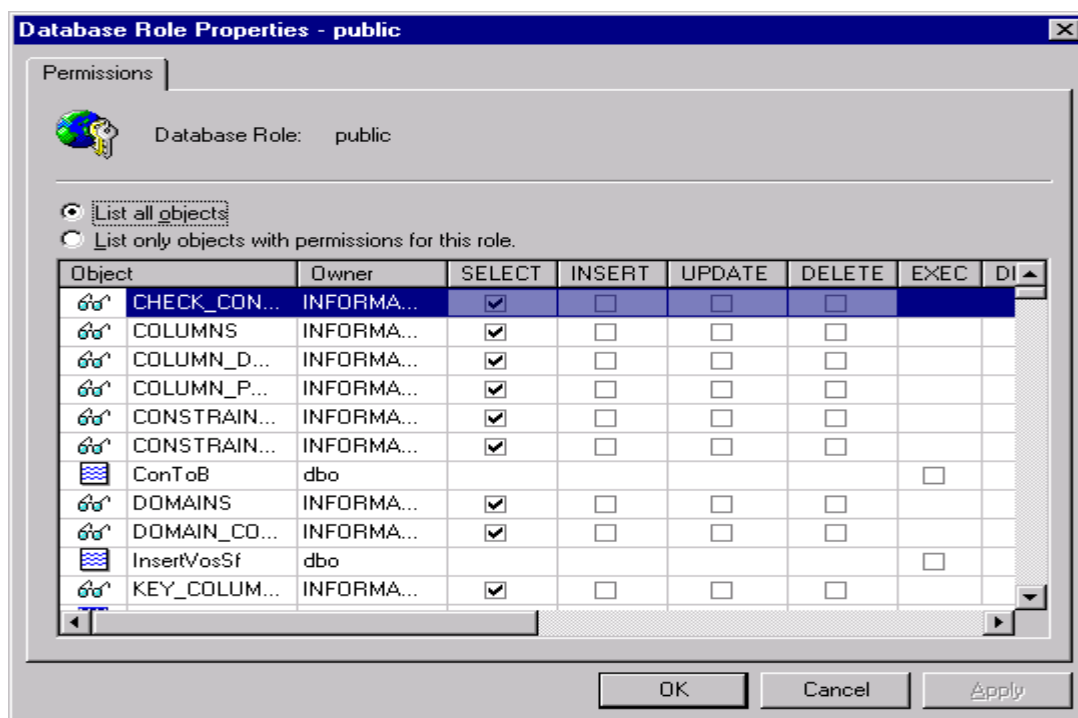 Database Role Properties - public
Permissions
Database Role: public
List all objects
List only objects with permissions for this role.
Object Owner SELECT INSERT UPDATE DELETE EXEC DI
CHECK_CON... INFORMA...
COLUMNS INFORMA...
COLUMN_D... INFORMA...
COLUMN_P... INFORMA...
CONSTRAIN... INFORMA...
CONSTRAIN... INFORMA...
ConToB dbo
DOMAINS INFORMA...
DOMAIN_CO... INFORMA...
InsertVosSf dbo
KEY_COLUM... INFORMA...
OK Cancel Apply